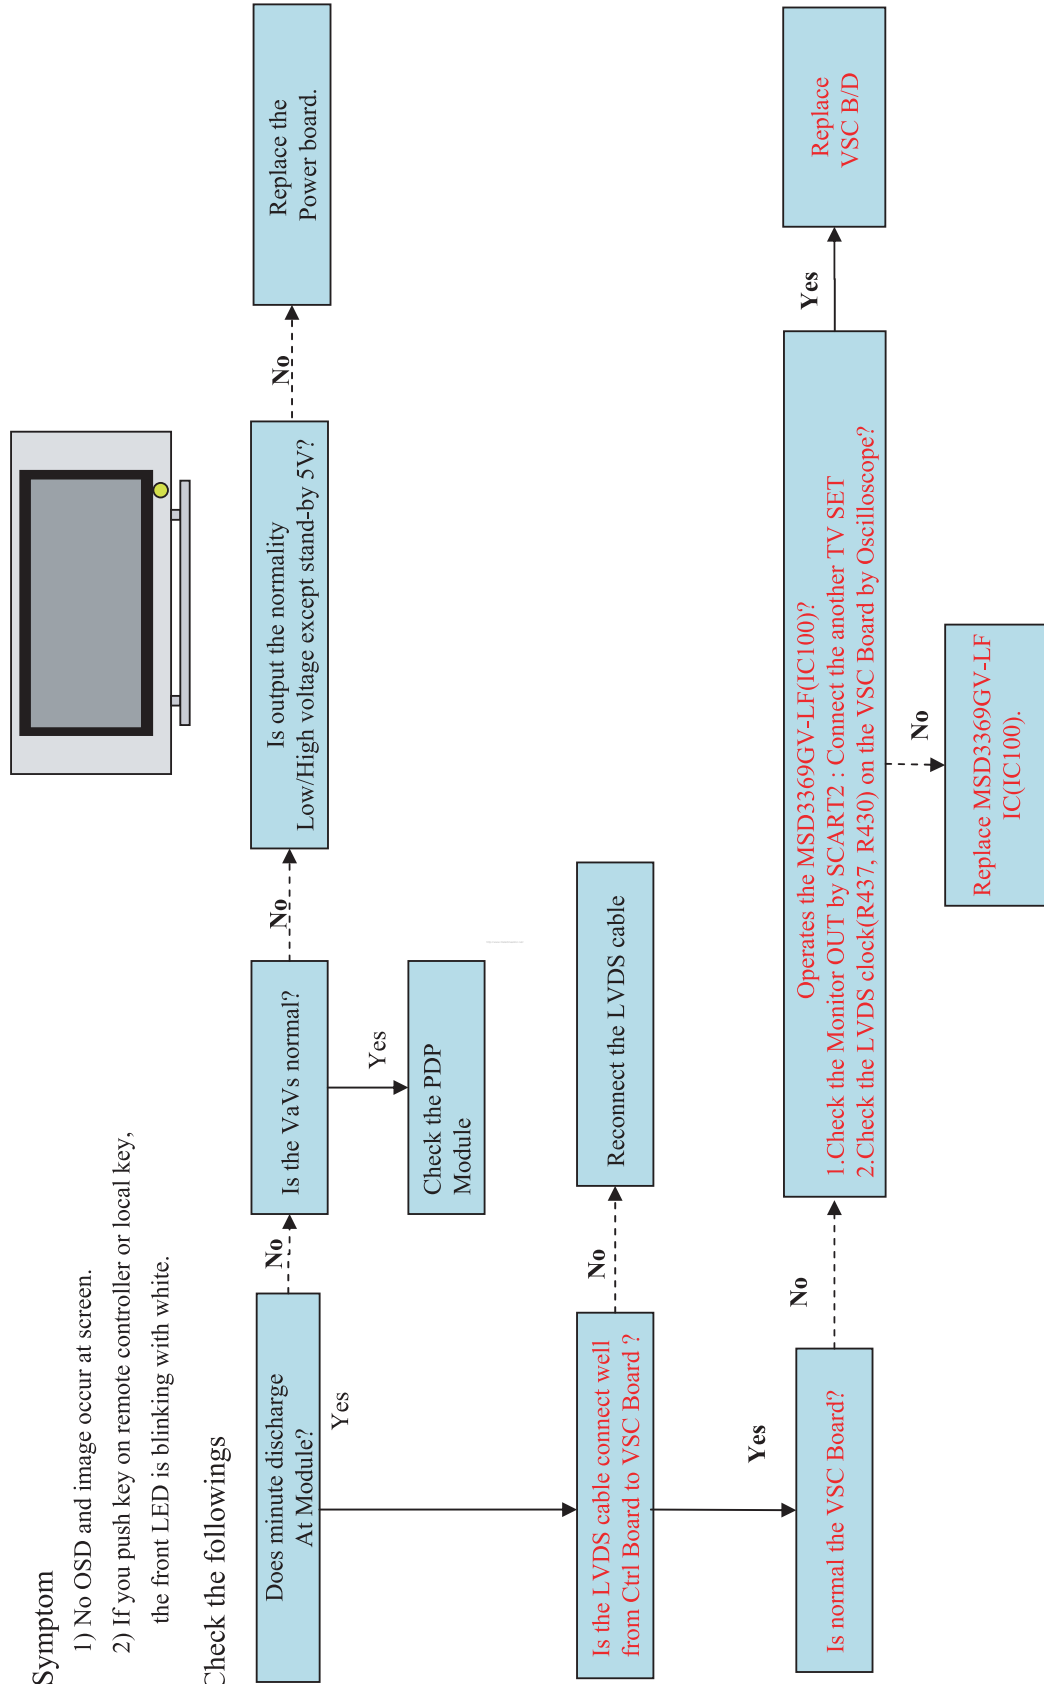 Symptom
1) No OSD and image occur at screen.
2) If you push key on remote controller or local key,
the front LED is blinking with white.
Check the followings
Does minute discharge
At Module?
No
Is the VaVs normal?
No
Is output the normality
Low/High voltage except stand-by 5V?
No
Replace the
Power board.
Yes
Yes
Check the PDP
Module
Is the LVDS cable connect well
from Ctrl Board to VSC Board ?
No
Reconnect the LVDS cable
Yes
Is normal the VSC Board?
No
Operates the MSD3369GV-LF(IC100)?
1.Check the Monitor OUT by SCART2 : Connect the another TV SET
2.Check the LVDS clock(R437, R430) on the VSC Board by Oscilloscope?
Yes
Replace
VSC B/D
No
Replace MSD3369GV-LF
IC(IC100).